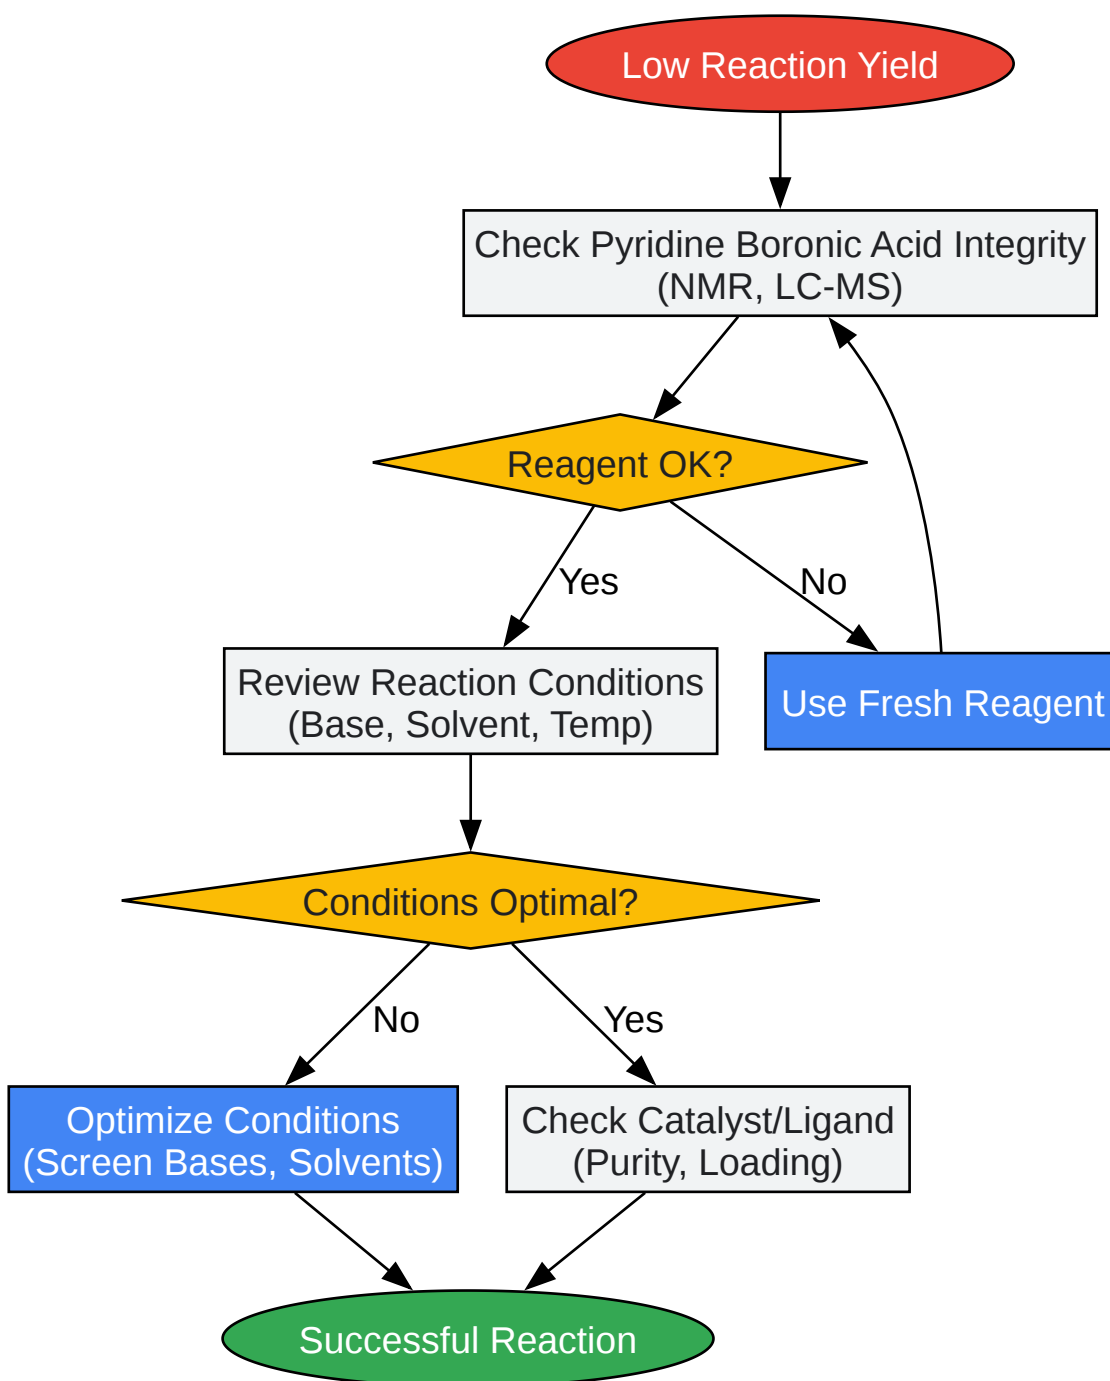 Low Reaction Yield
Check Pyridine Boronic Acid Integrity
(NMR, LC-MS)
Reagent OK?
Yes
No
Review Reaction Conditions
(Base, Solvent, Temp)
Use Fresh Reagent
Conditions Optimal?
No
Yes
Optimize Conditions
(Screen Bases, Solvents)
Check Catalyst/Ligand
(Purity, Loading)
Successful Reaction